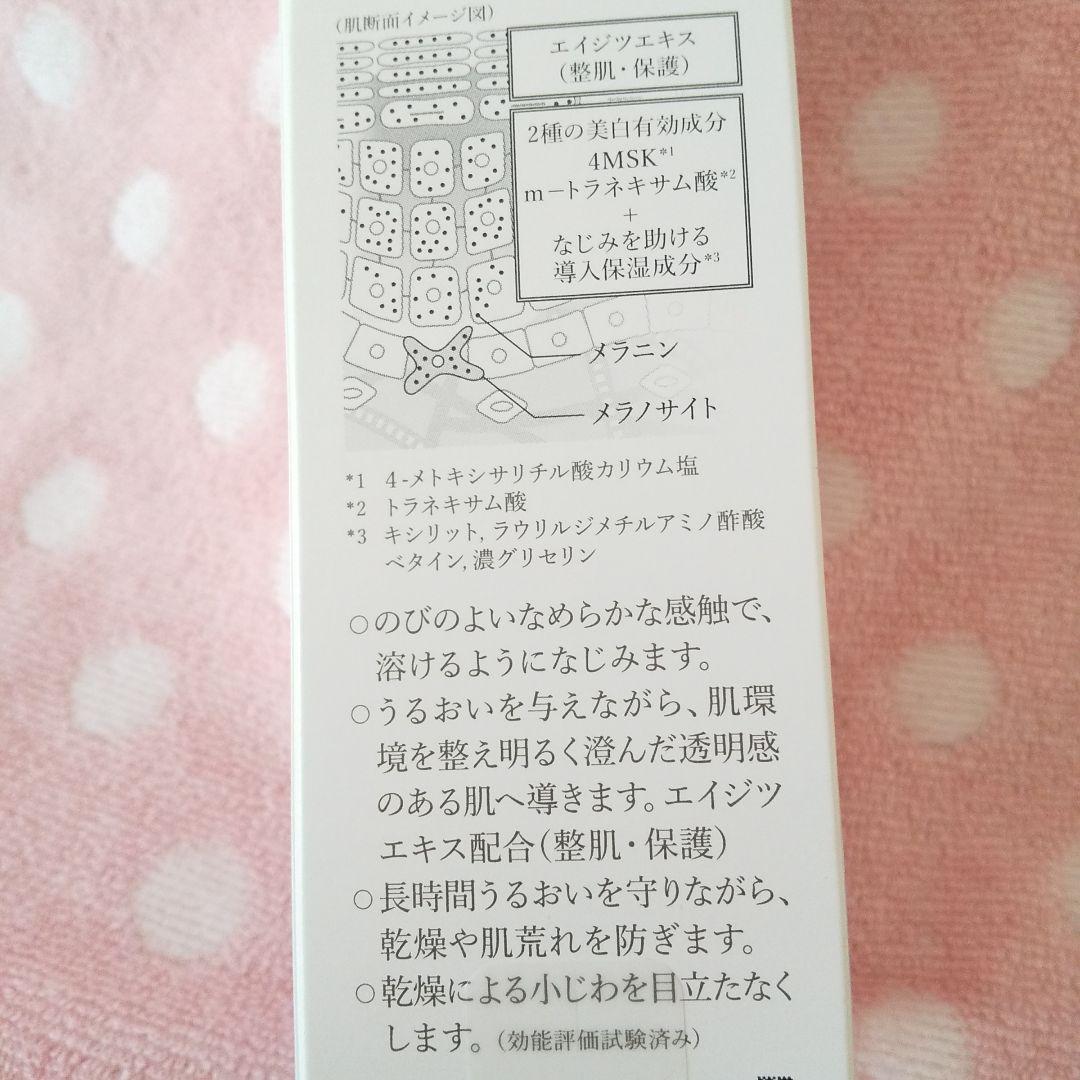 (肌断面イメージ図)
エイジツエキス
(整肌・保護)
2種の美白有効成分
4MSK*1
m－トラネキサム酸*2
+
なじみを助ける
導入保湿成分*3
メラニン
メラノサイト
*1 4-メトキシサリチル酸カリウム塩
*2 トラネキサム酸
*3 キシリット, ラウリルジメチルアミノ酢酸
ベタイン, 濃グリセリン
○のびのよいなめらかな感触で、
溶けるようになじみます。
○うるおいを与えながら、肌環
境を整え明るく澄んだ透明感
のある肌へ導きます。エイジツ
エキス配合(整肌・保護)
○長時間うるおいを守りながら、
乾燥や肌荒れを防ぎます。
○乾燥による小じわを目立たなく
します。(効能評価試験済み)